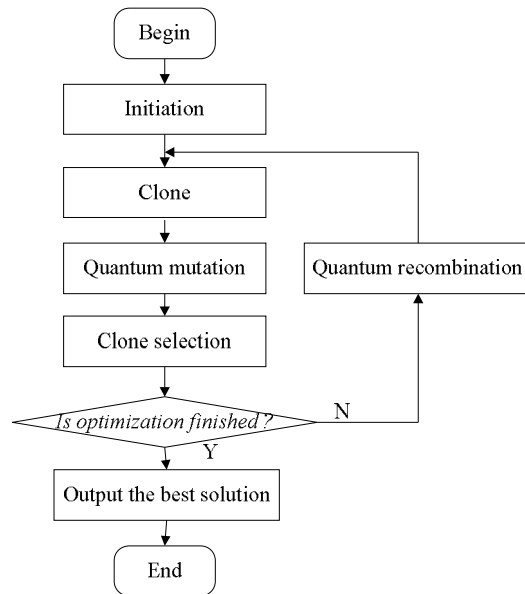 Begin
Initiation
Clone
Quantum mutation
Quantum recombination
Clone selection
Is optimization finished?
N
Y
Output the best solution
End